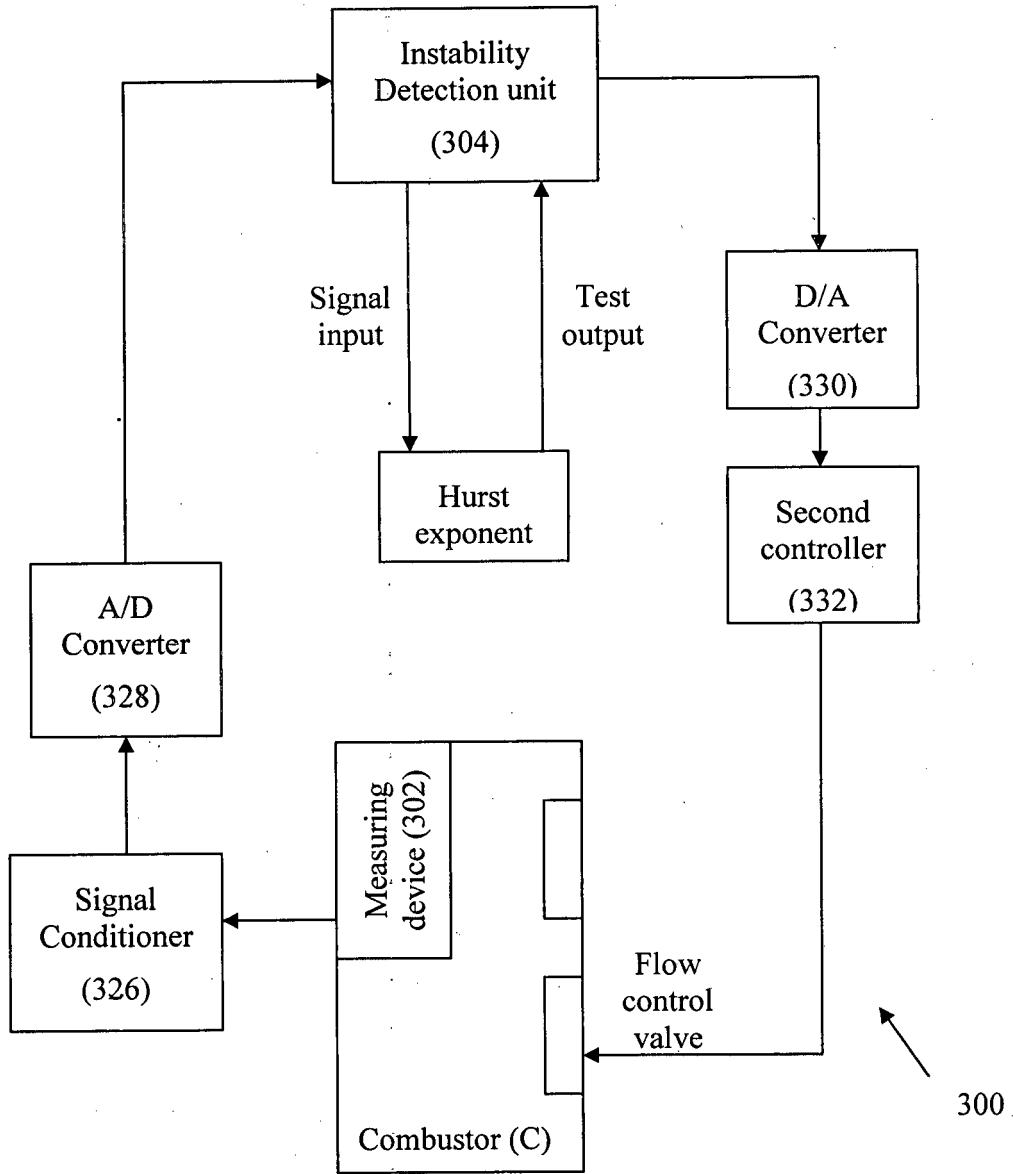 Instability
Detection unit
(304)
Signal
input
Test
output
D/A
Converter
(330)
Hurst
exponent
Second
controller
(332)
A/D
Converter
(328)
Measuring
device (302)
Signal
Conditioner
(326)
Flow
control
valve
300
Combustor (C)